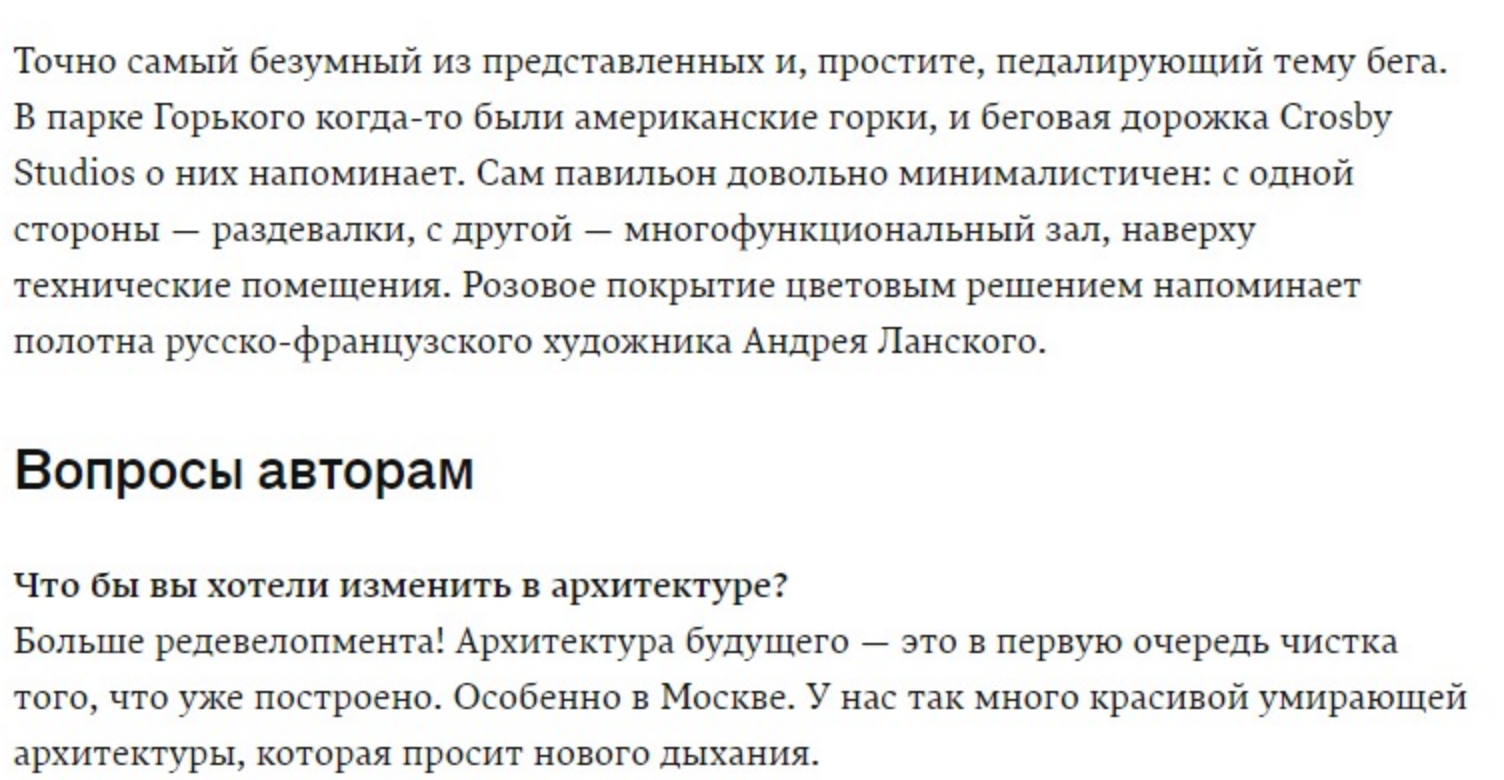 Точно самый безумный из представленных и, простите, педалирующий тему бега.
В парке Горького когда-то были американские горки, и беговая дорожка Crosby
Studios о них напоминает. Сам павильон довольно минималистичен: с одной
стороны — раздевалки, с другой — многофункциональный зал, наверху
технические помещения. Розовое покрытие цветовым решением напоминает
полотна русско-французского художника Андрея Ланского.
Вопросы авторам
Что бы вы хотели изменить в архитектуре?
Больше редевелопмента! Архитектура будущего — это в первую очередь чистка
того, что уже построено. Особенно в Москве. У нас так много красивой умирающей
архитектуры, которая просит нового дыхания.